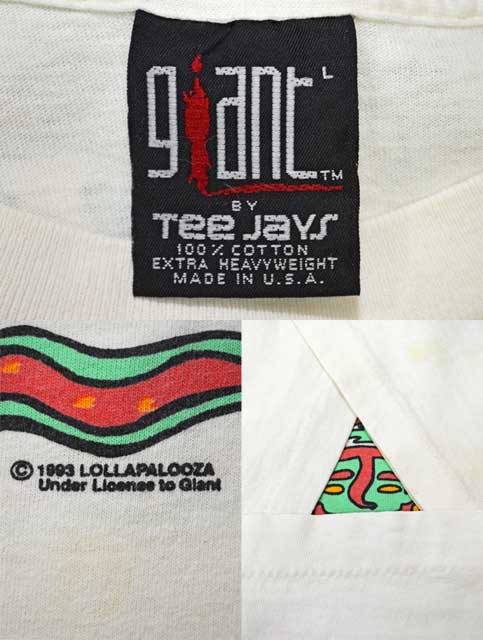 giant L
TM
BY
Tee Jays
100% COTTON
EXTRA HEAVYWEIGHT
MADE IN U.S.A.
© 1993 LOLLAPALOOZA
Under License to Giant